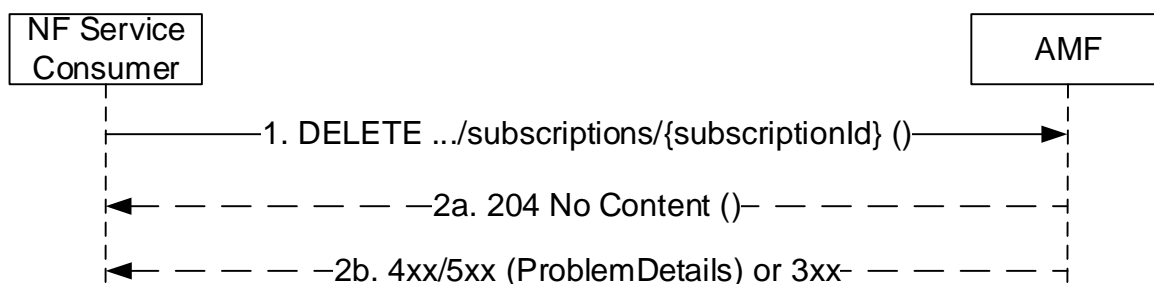 NF Service
Consumer
AMF
1. DELETE .../subscriptions/{subscriptionId} ()
2a. 204 No Content ()
2b. 4xx/5xx (ProblemDetails) or 3xx